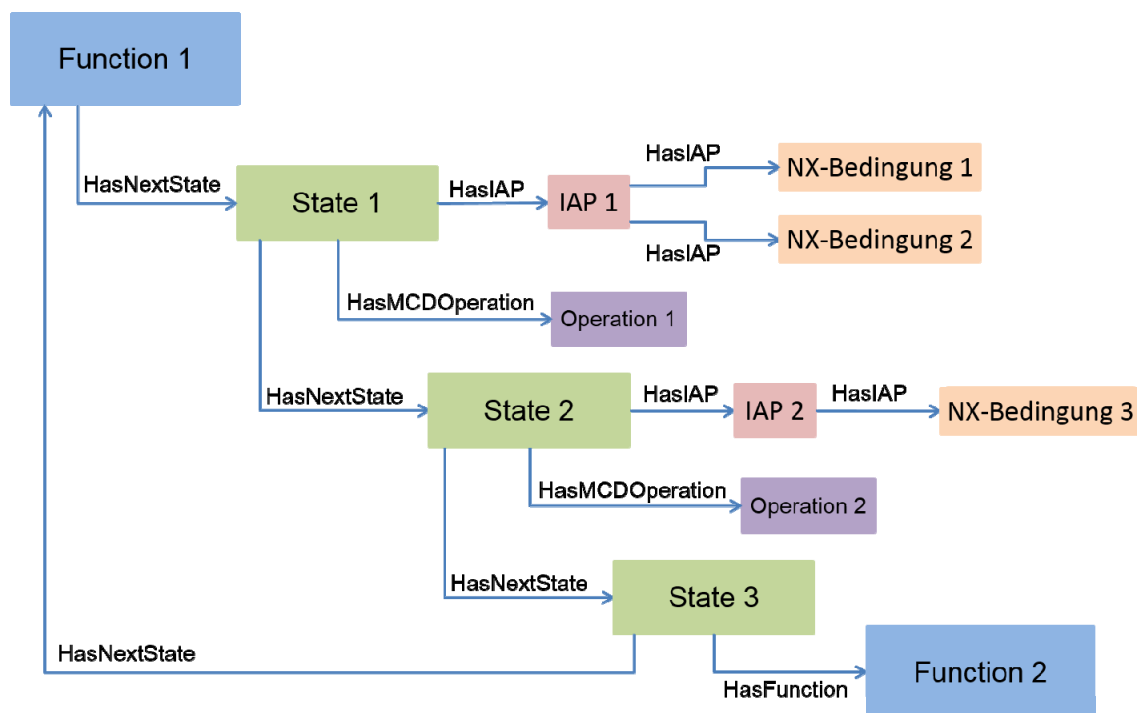 Function 1
HasIAP
NX-Bedingung 1
HasNextState
State 1
HasIAP
IAP 1
NX-Bedingung 2
HasIAP
HasMCDOperation
Operation 1
HasNextState
State 2
HasIAP
IAP 2
HasIAP
NX-Bedingung 3
HasMCDOperation
Operation 2
HasNextState
State 3
HasNextState
HasFunction
Function 2